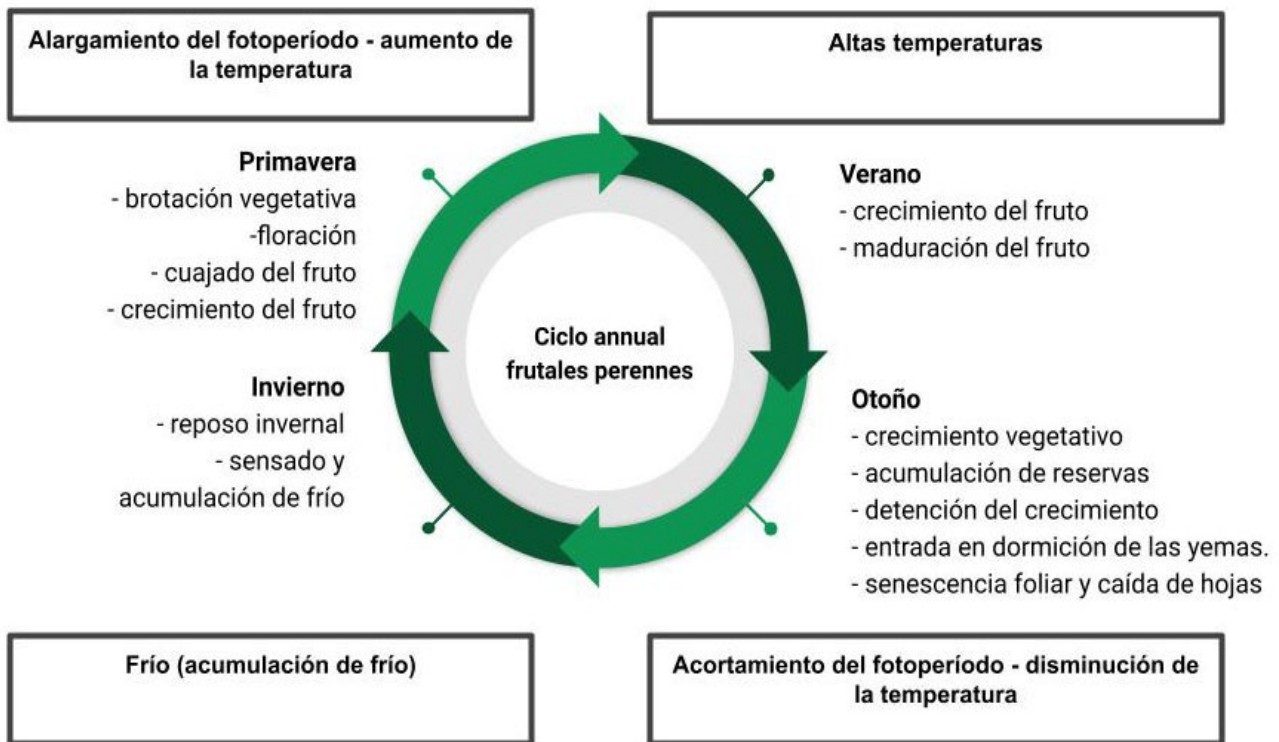 Alargamiento del fotoperíodo - aumento de
la temperatura
Altas temperaturas
Primavera
- brotación vegetativa
-floración
- cuajado del fruto
- crecimiento del fruto
Verano
- crecimiento del fruto
- maduración del fruto
Ciclo annual
frutales perennes
Invierno
- reposo invernal
- sensado y
acumulación de frío
Otoño
- crecimiento vegetativo
- acumulación de reservas
- detención del crecimiento
- entrada en dormición de las yemas.
- senescencia foliar y caída de hojas
Frío (acumulación de frío)
Acortamiento del fotoperíodo - disminución de
la temperatura